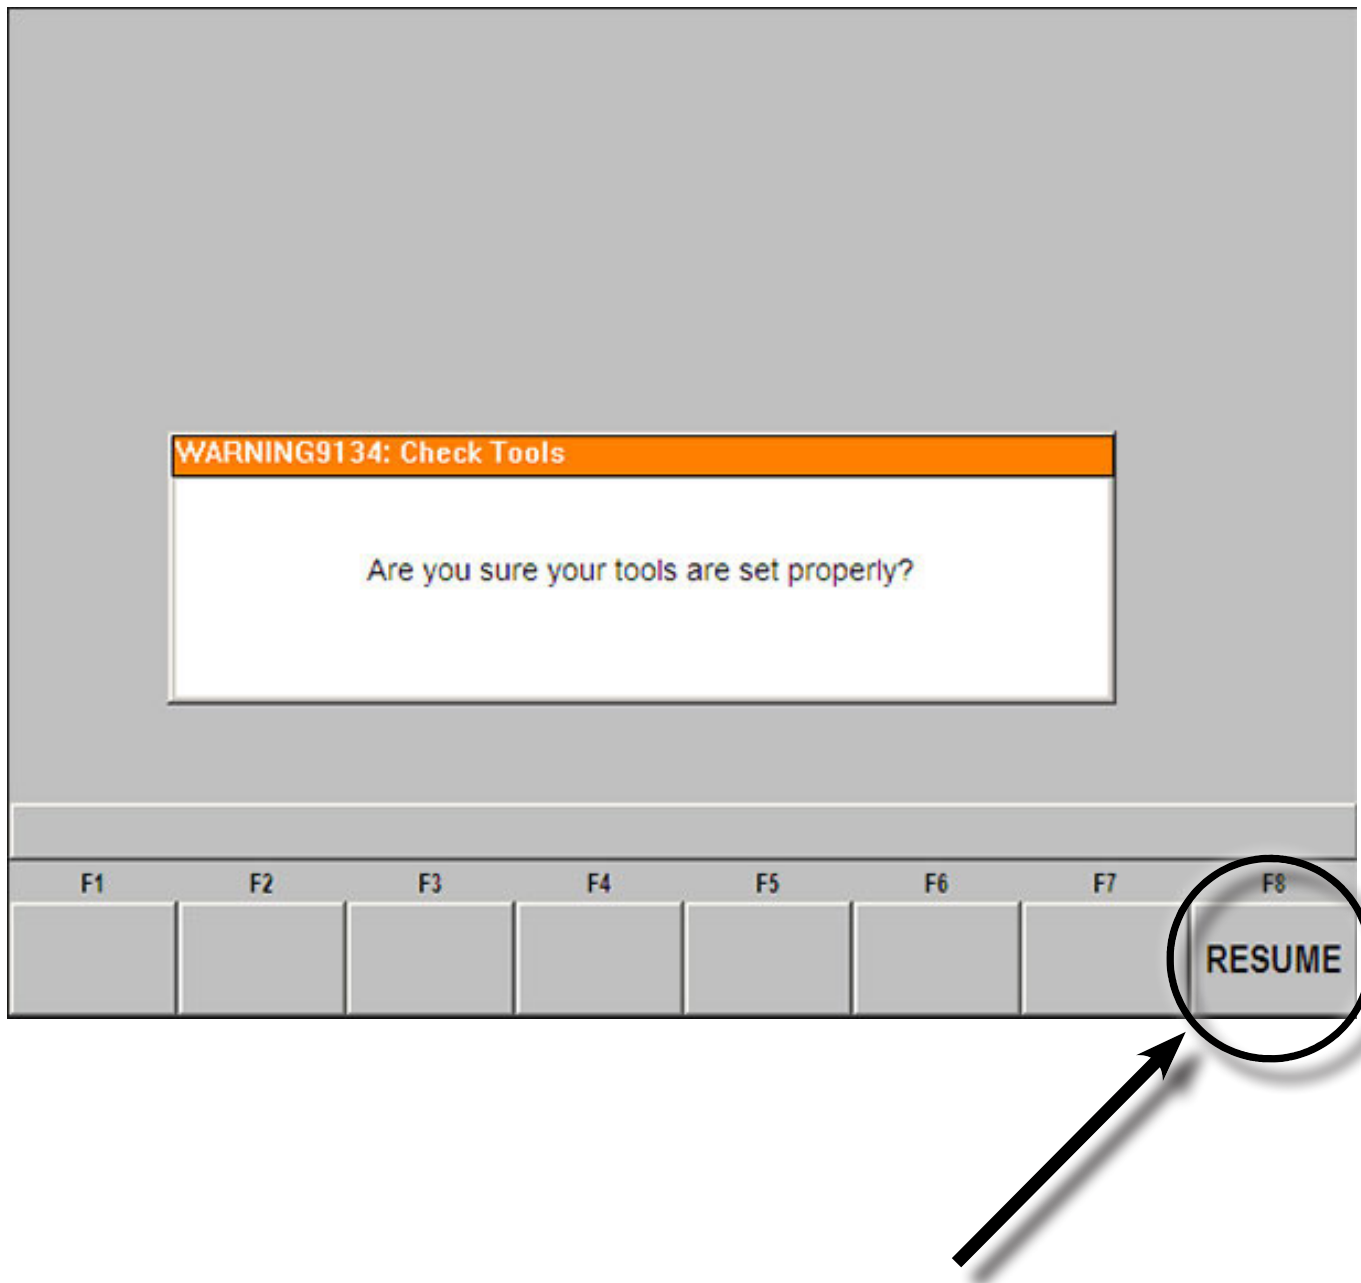 WARNING9134: Check Tools
Are you sure your tools are set properly?
F1 F2 F3 F4 F5 F6 F7 F8
RESUME